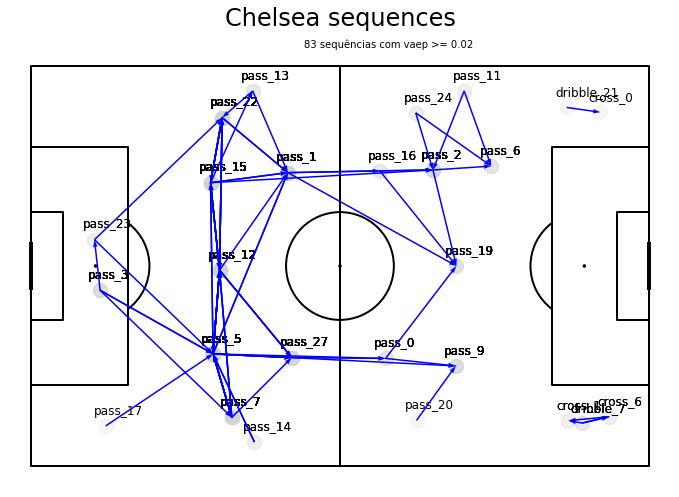 Chelsea sequences
83 sequências com vaep >= 0.02
pass_13
pass_11
dribble_21
cross_0
pass_22
pass_24
pass_15
pass_1
pass_16
pass_2
pass_6
pass_23
pass_12
pass_19
pass_3
pass_5
pass_27
pass_0
pass_9
pass_17
pass_7
pass_14
pass_20
dribble_7
cross_6